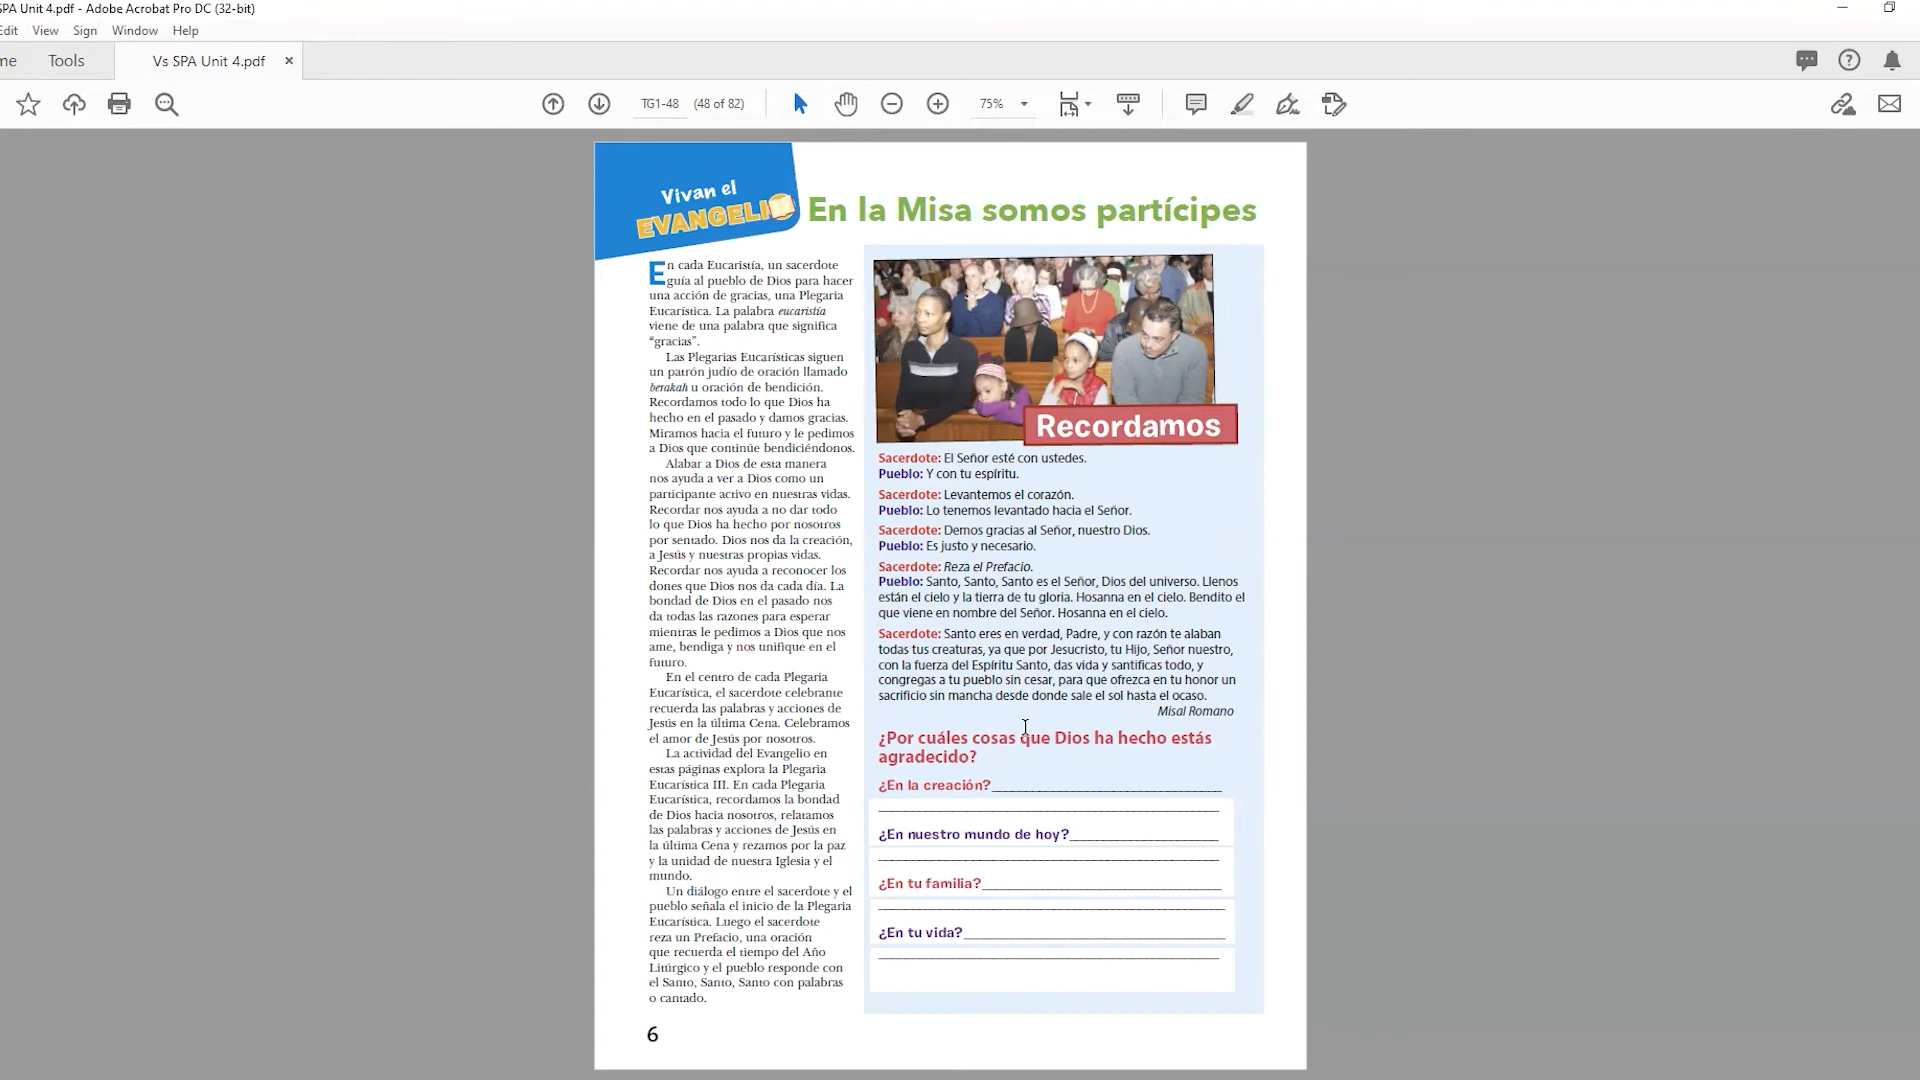 SPA Unit 4.pdf - Adobe Acrobat Pro DC (32-bit)
Edit View Sign Window Help
me Tools Vs SPA Unit 4.pdf ×
TG1-48 (48 of 82) 75%
Vivan el
EVANGELIO
En la Misa somos partícipes
En cada Eucaristía, un sacerdote
guía al pueblo de Dios para hacer
una acción de gracias, una Plegaria
Eucarística. La palabra eucaristía
viene de una palabra que significa
“gracias”.
Las Plegarias Eucarísticas siguen
un patrón judío de oración llamado
berakah u oración de bendición.
Recordamos todo lo que Dios ha
hecho en el pasado y damos gracias.
Miramos hacia el futuro y le pedimos
a Dios que continúe bendiciéndonos.
Alabar a Dios de esta manera
nos ayuda a ver a Dios como un
participante activo en nuestras vidas.
Recordar nos ayuda a no dar todo
lo que Dios ha hecho por nosotros
por sentado. Dios nos da la creación,
a Jesús y nuestras propias vidas.
Recordar nos ayuda a reconocer los
dones que Dios nos da cada día. La
bondad de Dios en el pasado nos
da todas las razones para esperar
mientras le pedimos a Dios que nos
ame, bendiga y nos unifique en el
futuro.
En el centro de cada Plegaria
Eucarística, el sacerdote celebrante
recuerda las palabras y acciones de
Jesús en la última Cena. Celebramos
el amor de Jesús por nosotros.
La actividad del Evangelio en
estas páginas explora la Plegaria
Eucarística III. En cada Plegaria
Eucarística, recordamos la bondad
de Dios hacia nosotros, relatamos
las palabras y acciones de Jesús en
la última Cena y rezamos por la paz
y la unidad de nuestra Iglesia y el
mundo.
Un diálogo entre el sacerdote y el
pueblo señala el inicio de la Plegaria
Eucarística. Luego el sacerdote
reza un Prefacio, una oración
que recuerda el tiempo del Año
Litúrgico y el pueblo responde con
el Santo, Santo, Santo con palabras
o cantado.
6
Recordamos
Sacerdote: El Señor esté con ustedes.
Pueblo: Y con tu espíritu.
Sacerdote: Levantemos el corazón.
Pueblo: Lo tenemos levantado hacia el Señor.
Sacerdote: Demos gracias al Señor, nuestro Dios.
Pueblo: Es justo y necesario.
Sacerdote: Reza el Prefacio.
Pueblo: Santo, Santo, Santo es el Señor, Dios del universo. Llenos
están el cielo y la tierra de tu gloria. Hosanna en el cielo. Bendito el
que viene en nombre del Señor. Hosanna en el cielo.
Sacerdote: Santo eres en verdad, Padre, y con razón te alaban
todas tus creaturas, ya que por Jesucristo, tu Hijo, Señor nuestro,
con la fuerza del Espíritu Santo, das vida y santificas todo, y
congregas a tu pueblo sin cesar, para que ofrezca en tu honor un
sacrificio sin mancha desde donde sale el sol hasta el ocaso.
Misal Romano
¿Por cuáles cosas que Dios ha hecho estás
agradecido?
¿En la creación?
¿En nuestro mundo de hoy?
¿En tu familia?
¿En tu vida?